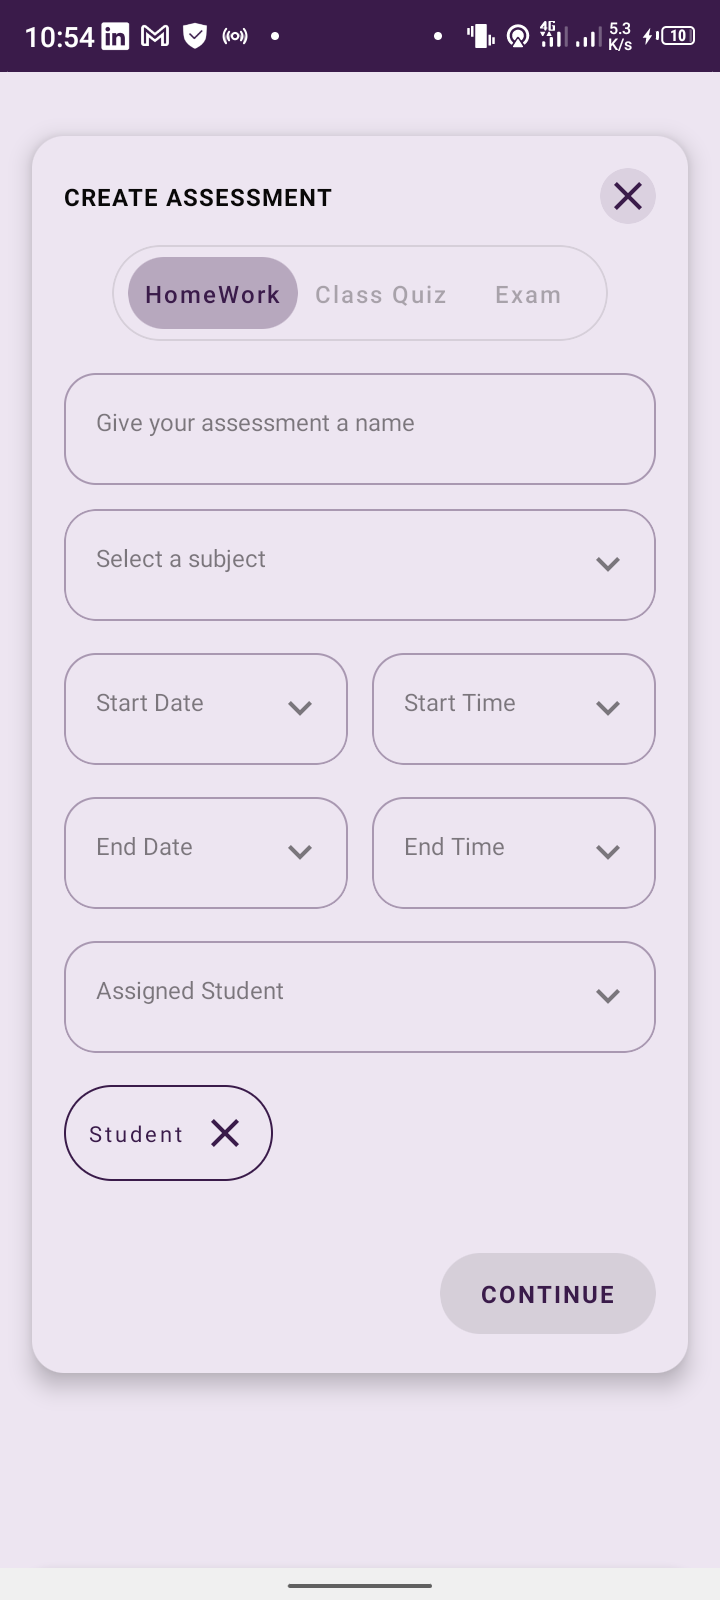 10:54
4G
5.3
K/s
10
CREATE ASSESSMENT
HomeWork Class Quiz Exam
Give your assessment a name
Select a subject
Start Date Start Time
End Date End Time
Assigned Student
Student
CONTINUE